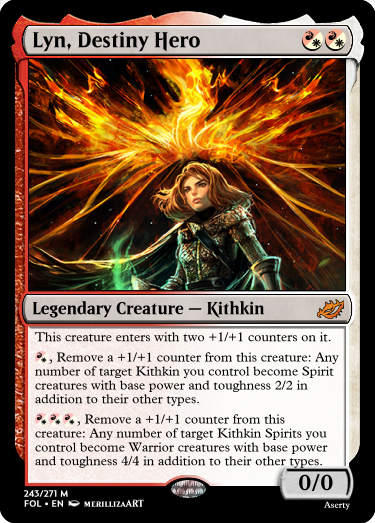 Lyn, Destiny Hero
Legendary Creature — Kithkin
This creature enters with two +1/+1 counters on it.
, Remove a +1/+1 counter from this creature: Any
number of target Kithkin you control become Spirit
creatures with base power and toughness 2/2 in
addition to their other types.
, Remove a +1/+1 counter from this
creature: Any number of target Kithkin Spirits you
control become Warrior creatures with base power
and toughness 4/4 in addition to their other types.
0/0
243/271 M
FOL • EN MERILLIZAART
Aserty